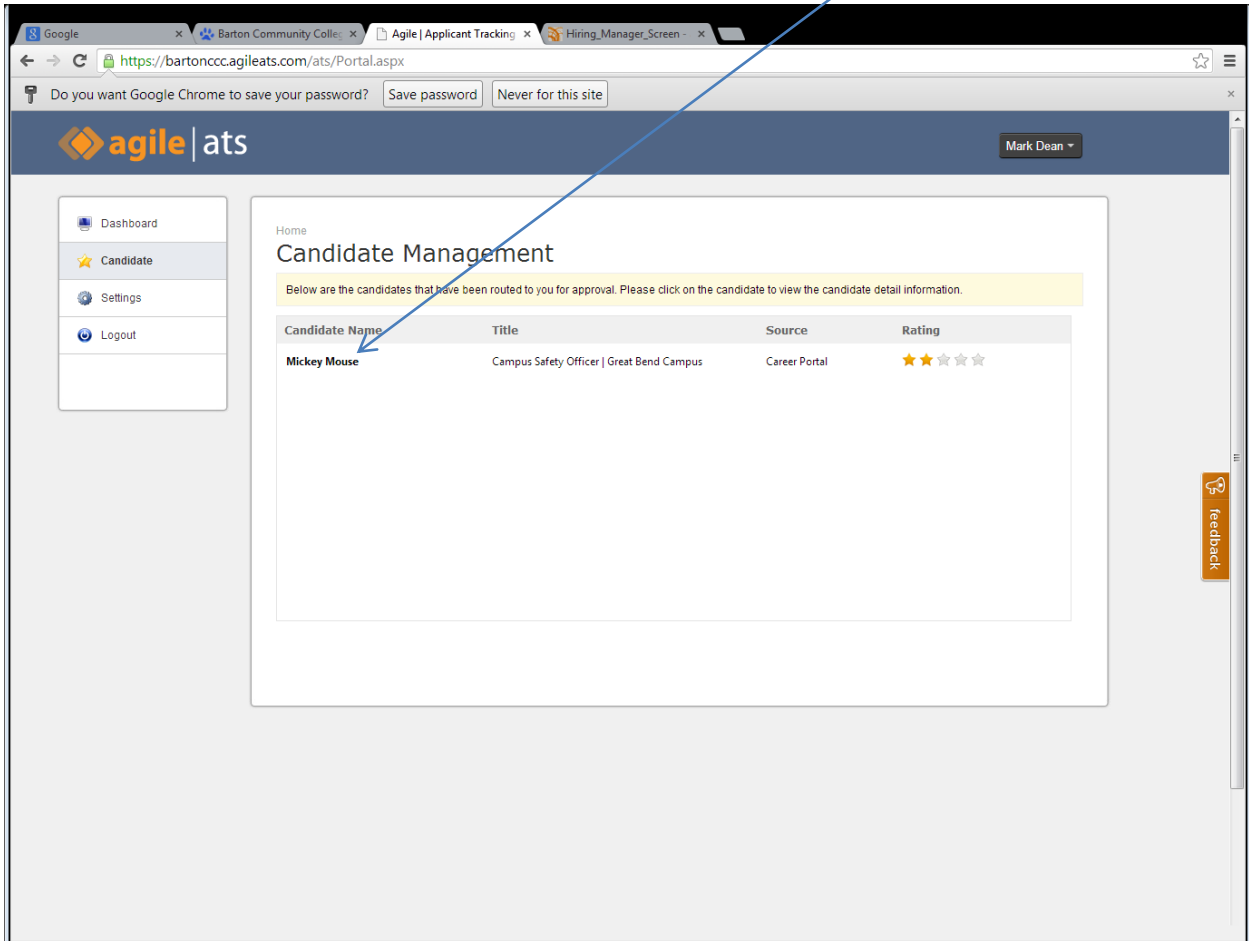 Google
Barton Community Colleg
Agile | Applicant Tracking
Hiring_Manager_Screen -
https://bartonccc.agileats.com/ats/Portal.aspx
Do you want Google Chrome to save your password? Save password Never for this site
agile | ats
Mark Dean
Dashboard
Candidate
Settings
Logout
Home
Candidate Management
Below are the candidates that have been routed to you for approval. Please click on the candidate to view the candidate detail information.
Candidate Name Title Source Rating
Mickey Mouse Campus Safety Officer | Great Bend Campus Career Portal
feedback